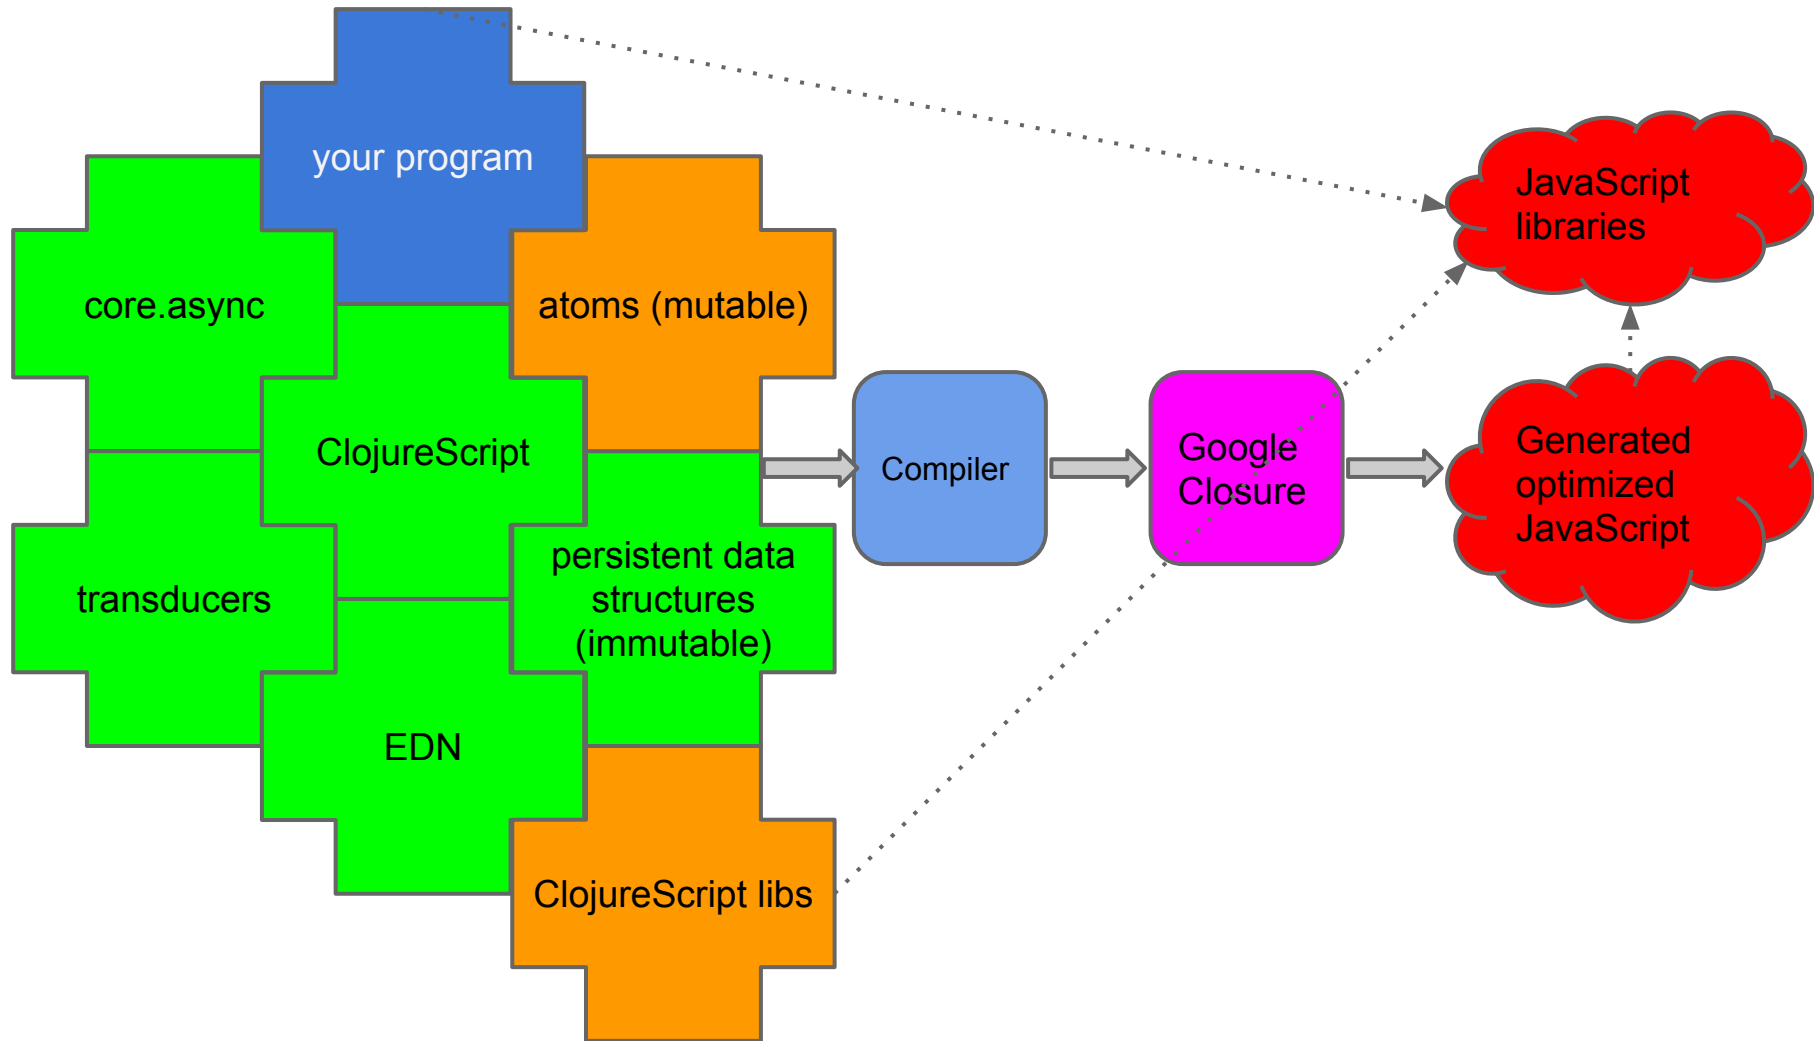 your program
core.async
atoms (mutable)
ClojureScript
transducers
persistent data
structures
(immutable)
EDN
ClojureScript libs
Compiler
Google
Closure
JavaScript
libraries
Generated
optimized
JavaScript